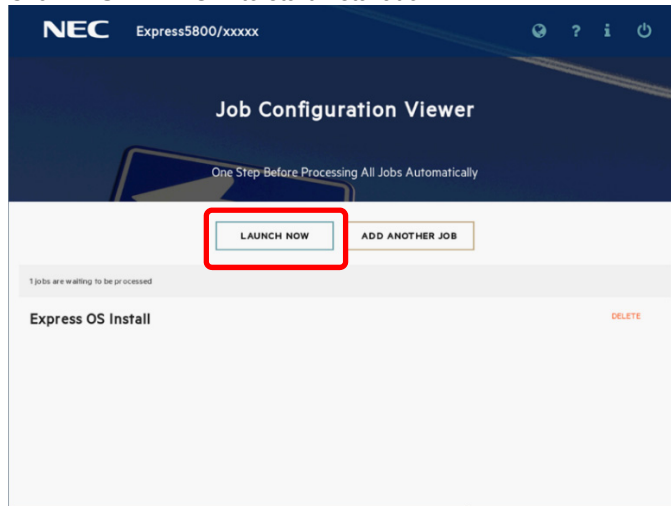 NEC Express5800/xxxxx ? i
Job Configuration Viewer
One Step Before Processing All Jobs Automatically
LAUNCH NOW ADD ANOTHER JOB
1 jobs are waiting to be processed
Express OS Install DELETE